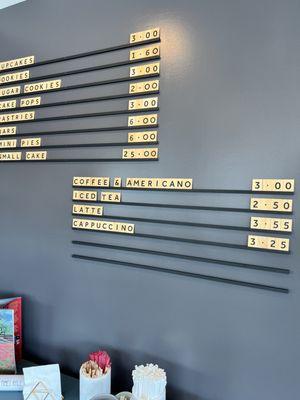 UPCAKES 3.00
COOKIES 1.60
UGAR COOKIES 3.00
CAKE POPS 2.00
ASTRIES 3.00
BARS 6.00
MINI PIES 6.00
SMALL CAKE 25.00
COFFEE & AMERICANO 3.00
ICED TEA 2.50
LATTE 3.55
CAPPUCCINO 3.25